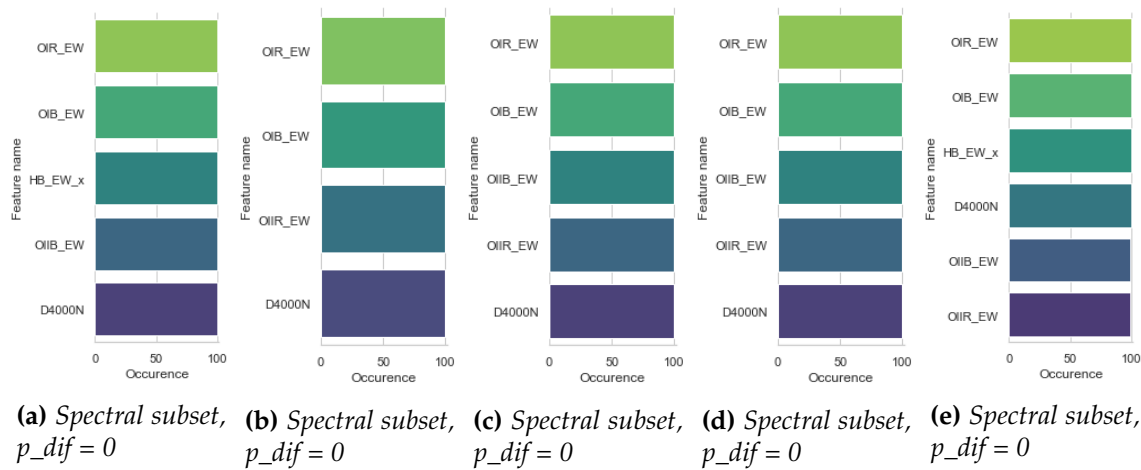 OIR_EW
OIB_EW
HB_EW_x
OIIB_EW
D4000N
Feature name
0 50 100
Occurence
OIR_EW
OIB_EW
OIIR_EW
D4000N
Feature name
0 50 100
Occurence
OIR_EW
OIB_EW
OIIB_EW
OIIR_EW
D4000N
Feature name
0 50 100
Occurence
OIR_EW
OIB_EW
OIIB_EW
OIIR_EW
D4000N
Feature name
0 50 100
Occurence
OIR_EW
OIB_EW
HB_EW_x
D4000N
OIIB_EW
OIIR_EW
Feature name
0 50 100
Occurence
(a) Spectral subset,
p_dif = 0
(b) Spectral subset,
p_dif = 0
(c) Spectral subset,
p_dif = 0
(d) Spectral subset,
p_dif = 0
(e) Spectral subset,
p_dif = 0